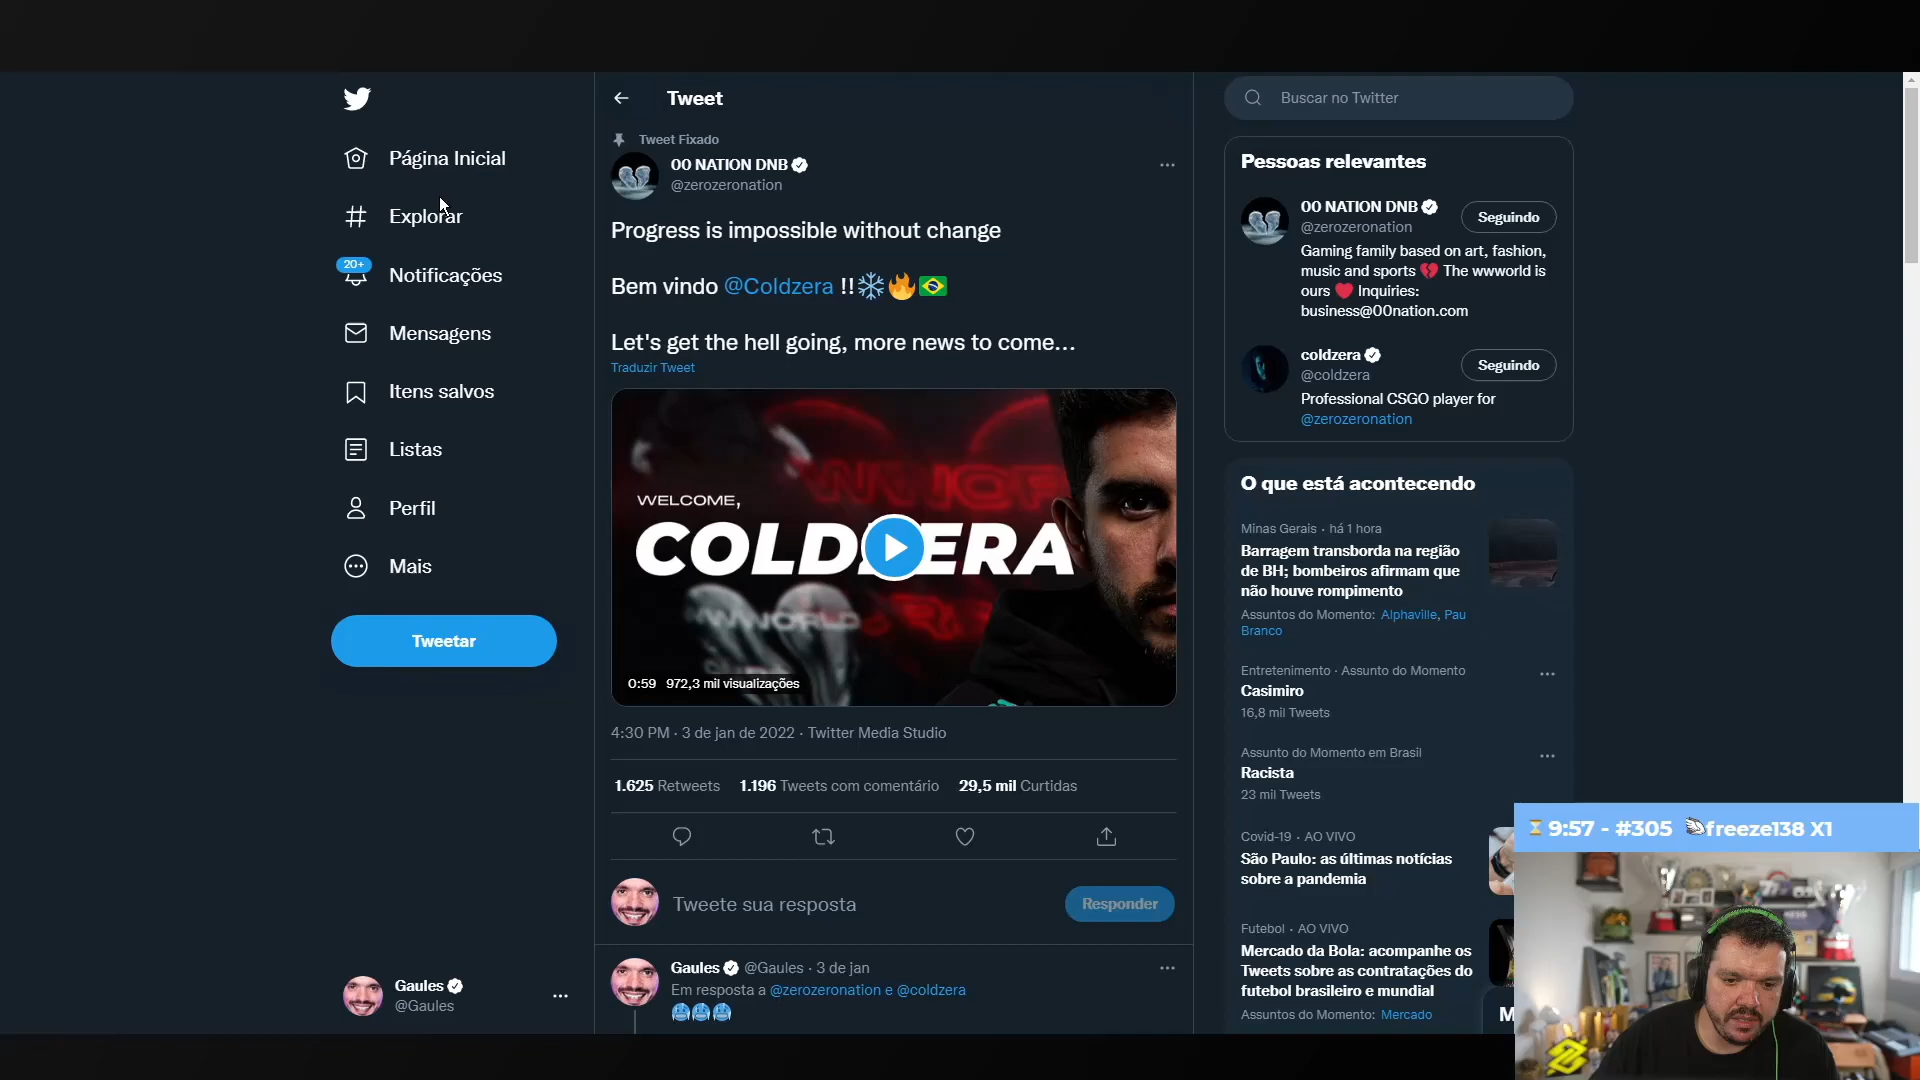 Página Inicial
Explorar
20+
Notificações
Mensagens
Itens salvos
Listas
Perfil
Mais
Tweetar
Gaules
@Gaules
Tweet
Tweet Fixado
00 NATION DNB
@zerozeronation
Progress is impossible without change
Bem vindo @Coldzera !!❄️🔥🇧🇷
Let's get the hell going, more news to come…
Traduzir Tweet
WELCOME,
COLDZERA
WWORLD
0:59 972,3 mil visualizações
4:30 PM · 3 de jan de 2022 · Twitter Media Studio
1.625 Retweets 1.196 Tweets com comentário 29,5 mil Curtidas
Tweete sua resposta
Responder
Gaules @Gaules · 3 de jan
Em resposta a @zerozeronation e @coldzera
🥶🥶🥶
Buscar no Twitter
Pessoas relevantes
00 NATION DNB
@zerozeronation
Seguindo
Gaming family based on art, fashion,
music and sports 💔 The wwworld is
ours ❤️ Inquiries:
business@00nation.com
coldzera
@coldzera
Seguindo
Professional CSGO player for
@zerozeronation
O que está acontecendo
Minas Gerais · há 1 hora
Barragem transborda na região
de BH; bombeiros afirmam que
não houve rompimento
Assuntos do Momento: Alphaville, Pau
Branco
Entretenimento · Assunto do Momento
Casimiro
16,8 mil Tweets
Assunto do Momento em Brasil
Racista
23 mil Tweets
Covid-19 · AO VIVO
São Paulo: as últimas notícias
sobre a pandemia
Futebol · AO VIVO
Mercado da Bola: acompanhe os
Tweets sobre as contratações do
futebol brasileiro e mundial
Assuntos do Momento: Mercado
M
⏳9:57 - #305 freeze138 X1